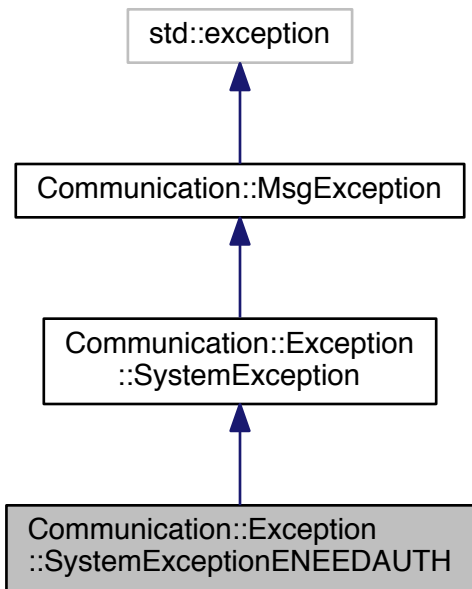 std::exception
Communication::MsgException
Communication::Exception
::SystemException
Communication::Exception
::SystemExceptionENEEDAUTH